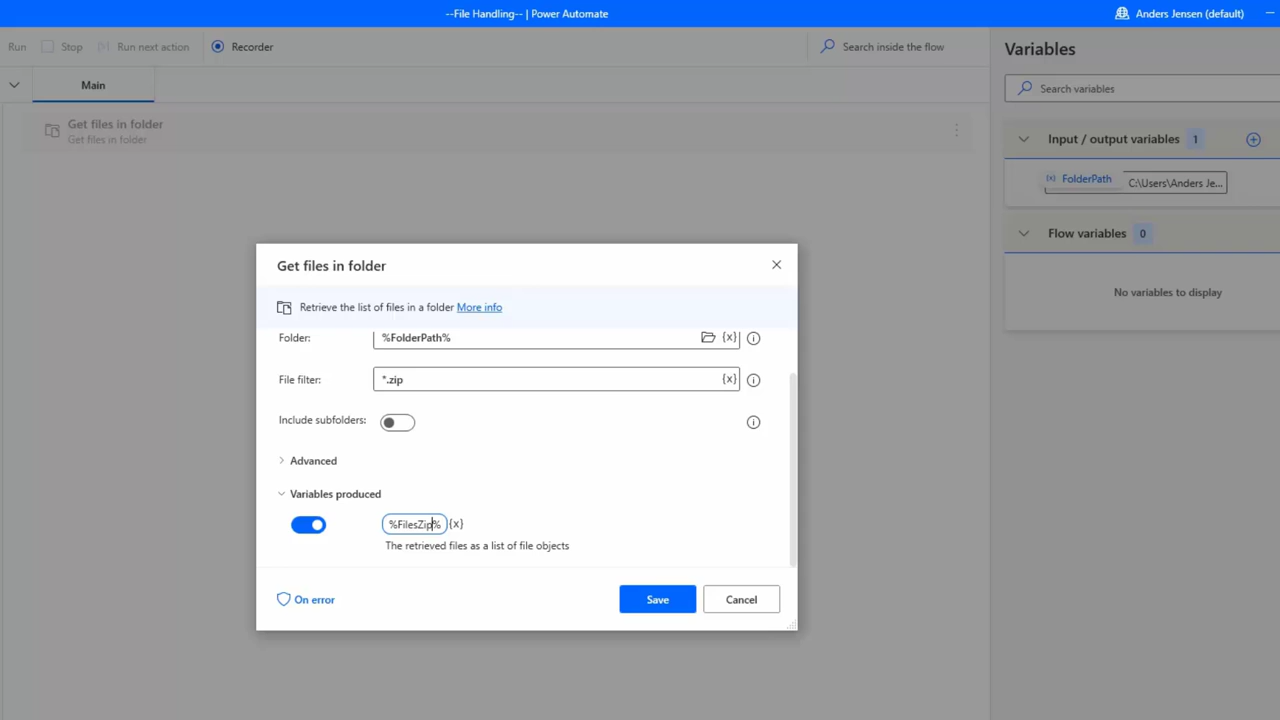 --File Handling-- | Power Automate
Anders Jensen (default)
Run
Stop
Run next action
Recorder
Search inside the flow
Variables
Main
Search variables
Get files in folder
Get files in folder
Input / output variables 1
{x} FolderPath
C:\Users\Anders Je...
Flow variables 0
No variables to display
Get files in folder
Retrieve the list of files in a folder More info
Folder:
%FolderPath%
{x}
File filter:
*.zip
{x}
Include subfolders:
Advanced
Variables produced
%FilesZip%
{x}
The retrieved files as a list of file objects
On error
Save
Cancel